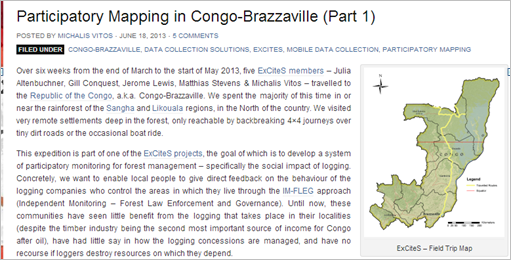 Participatory Mapping in Congo-Brazzaville (Part 1)
POSTED BY MICHALIS VITOS · JUNE 18, 2013 · 5 COMMENTS
FILED UNDER CONGO-BRAZZAVILLE, DATA COLLECTION SOLUTIONS, EXCITES, MOBILE DATA COLLECTION, PARTICIPATORY MAPPING
Over six weeks from the end of March to the start of May 2013, five ExCiteS members – Julia
Altenbuchner, Gill Conquest, Jerome Lewis, Matthias Stevens & Michalis Vitos – travelled to
the Republic of the Congo, a.k.a. Congo-Brazzaville. We spent the majority of this time in or
near the rainforest of the Sangha and Likouala regions, in the North of the country. We visited
very remote settlements deep in the forest, only reachable by backbreaking 4×4 journeys over
tiny dirt roads or the occasional boat ride.
This expedition is part of one of the ExCiteS projects, the goal of which is to develop a system
of participatory monitoring for forest management – specifically the social impact of logging.
Concretely, we want to enable local people to give direct feedback on the behaviour of the
logging companies who control the areas in which they live through the IM-FLEG approach
(Independent Monitoring – Forest Law Enforcement and Governance). Until now, these
communities have seen little benefit from the logging that takes place in their localities
(despite the timber industry being the second most important source of income for Congo
after oil), have had little say in how the logging concessions are managed, and have no
recourse if loggers destroy resources on which they depend.
Legend
ExCiteS – Field Trip Map